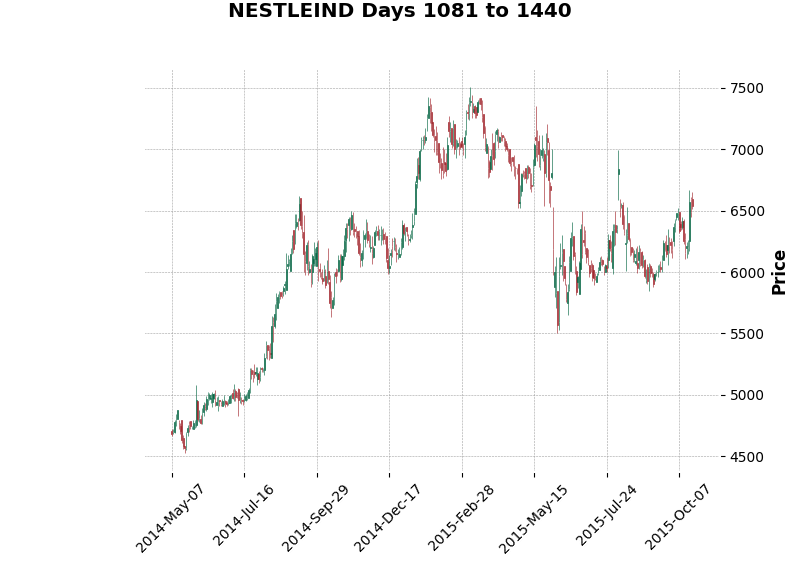 NESTLEIND Days 1081 to 1440
7500
7000
6500
6000
5500
5000
4500
Price
2014-May-07
2014-Jul-16
2014-Sep-29
2014-Dec-17
2015-Feb-28
2015-May-15
2015-Jul-24
2015-Oct-07